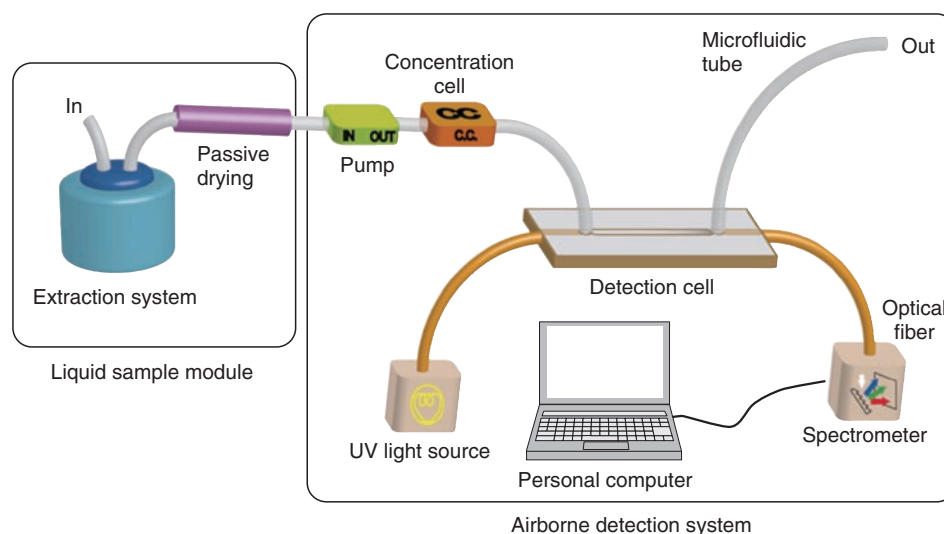 In
Passive
drying
Extraction system
Liquid sample module
IN OUT
Pump
Concentration
cell
CC
C.C.
Microfluidic
tube
Out
Detection cell
Optical
fiber
UV light source
Personal computer
Spectrometer
Airborne detection system